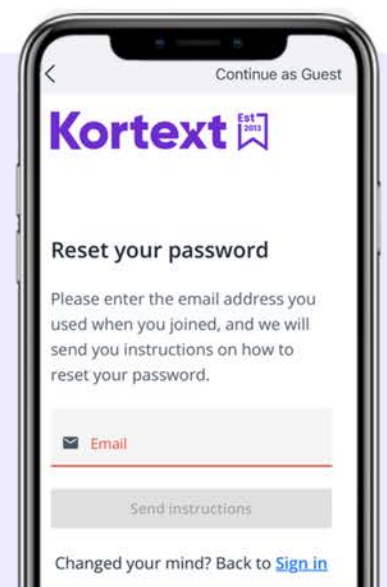 Continue as Guest
Kortext Est 2013
Reset your password
Please enter the email address you
used when you joined, and we will
send you instructions on how to
reset your password.
Email
Send instructions
Changed your mind? Back to Sign in